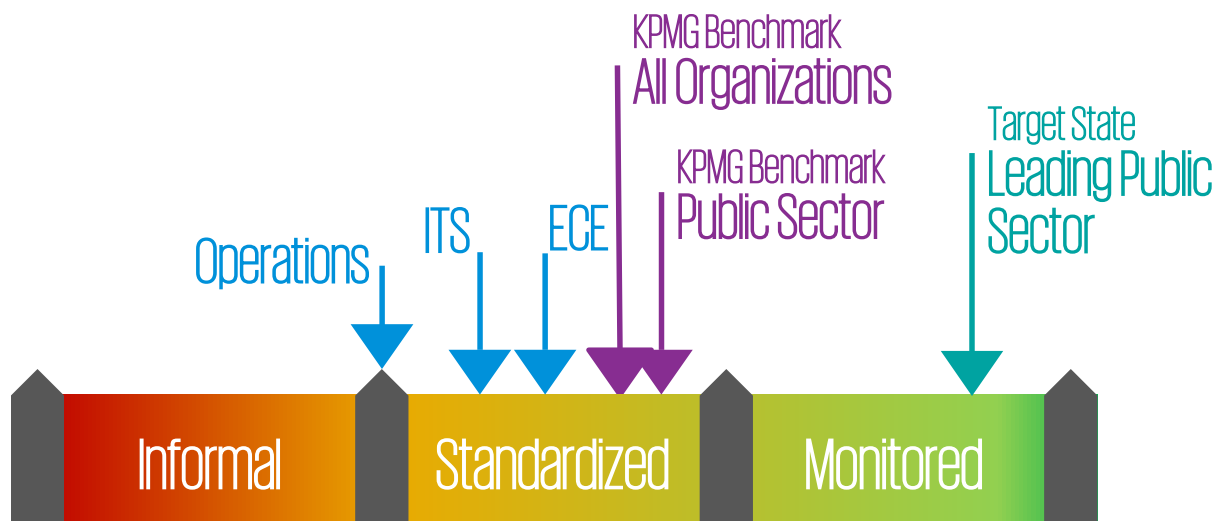 KPMG Benchmark
All Organizations
Target State
Leading Public
Sector
KPMG Benchmark
Public Sector
ITS
ECE
Operations
Informal
Standardized
Monitored